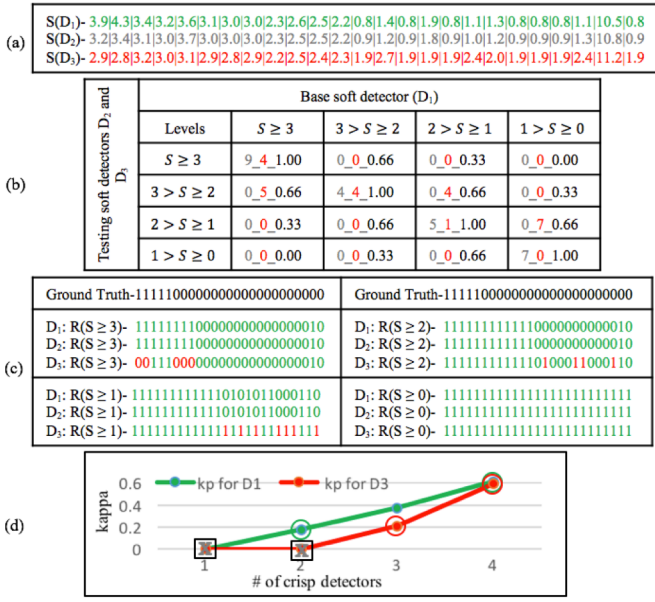 (a)
S(D₁)- 3.9|4.3|3.4|3.2|3.6|3.1|3.0|3.0|2.3|2.6|2.5|2.2|0.8|1.4|0.8|1.9|0.8|1.1|1.3|0.8|0.8|0.8|1.1|10.5|0.8
S(D₂)- 3.2|3.4|3.1|3.0|3.7|3.0|3.0|3.0|2.3|2.5|2.5|2.2|0.9|1.2|0.9|1.8|0.9|1.0|1.2|0.9|0.9|0.9|1.3|10.8|0.9
S(D₃)- 2.9|2.8|3.2|3.0|3.1|2.9|2.8|2.9|2.2|2.5|2.4|2.3|1.9|2.7|1.9|1.9|1.9|2.4|2.0|1.9|1.9|1.9|2.4|11.2|1.9
(b)
Testing soft detectors D₂ and
D₃
Base soft detector (D₁)
Levels S ≥ 3 3 > S ≥ 2 2 > S ≥ 1 1 > S ≥ 0
S ≥ 3 9_4_1.00 0_0_0.66 0_0_0.33 0_0_0.00
3 > S ≥ 2 0_5_0.66 4_4_1.00 0_4_0.66 0_0_0.33
2 > S ≥ 1 0_0_0.33 0_0_0.66 5_1_1.00 0_7_0.66
1 > S ≥ 0 0_0_0.00 0_0_0.33 0_0_0.66 7_0_1.00
(c)
Ground Truth-1111100000000000000000000
D₁: R(S ≥ 3)- 1111111100000000000000010
D₂: R(S ≥ 3)- 1111111100000000000000010
D₃: R(S ≥ 3)- 0011100000000000000000010
Ground Truth-1111100000000000000000000
D₁: R(S ≥ 2)- 1111111111110000000000010
D₂: R(S ≥ 2)- 1111111111110000000000010
D₃: R(S ≥ 2)- 1111111111110100011000110
D₁: R(S ≥ 1)- 1111111111110101011000110
D₂: R(S ≥ 1)- 1111111111110101011000110
D₃: R(S ≥ 1)- 1111111111111111111111111
D₁: R(S ≥ 0)- 1111111111111111111111111
D₂: R(S ≥ 0)- 1111111111111111111111111
D₃: R(S ≥ 0)- 1111111111111111111111111
(d)
kappa
0.6
0.4
0.2
0
kp for D1
kp for D3
1 2 3 4
# of crisp detectors